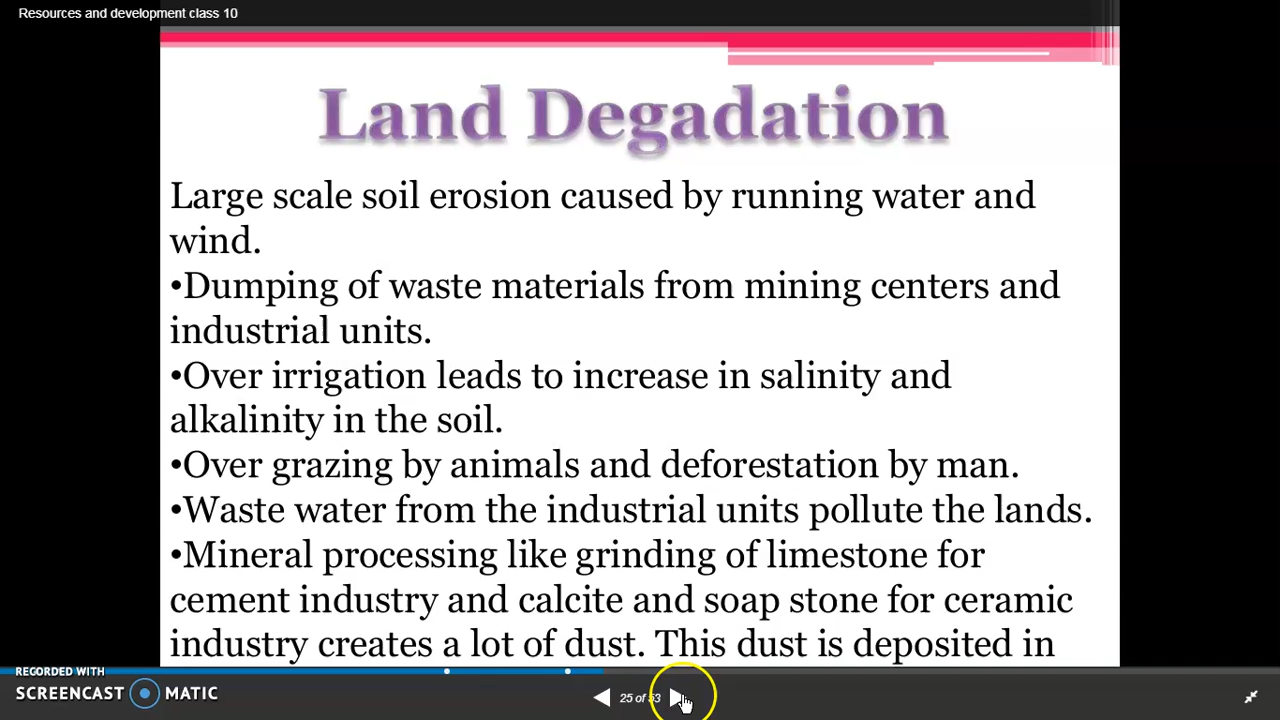 Resources and development class 10
Land Degadation
Large scale soil erosion caused by running water and
wind.
•Dumping of waste materials from mining centers and
industrial units.
•Over irrigation leads to increase in salinity and
alkalinity in the soil.
•Over grazing by animals and deforestation by man.
•Waste water from the industrial units pollute the lands.
•Mineral processing like grinding of limestone for
cement industry and calcite and soap stone for ceramic
industry creates a lot of dust. This dust is deposited in
RECORDED WITH
SCREENCAST MATIC
25 of 53